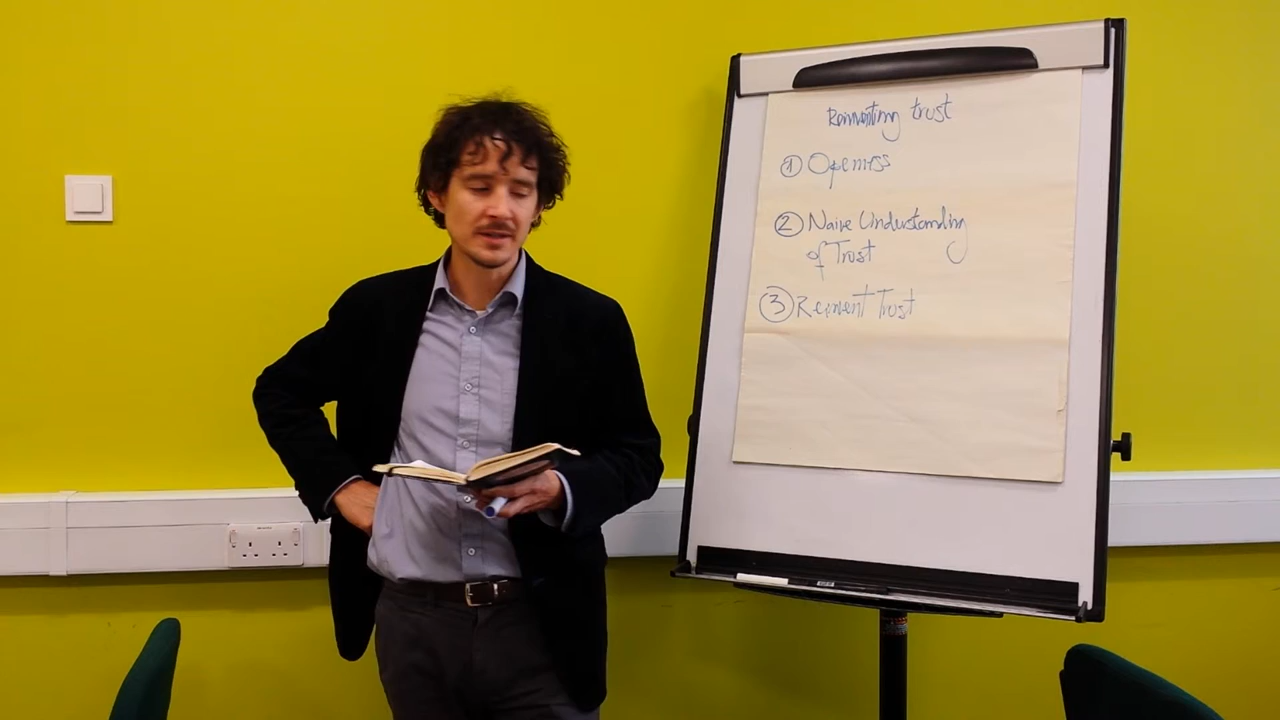 Reinventing trust
① Openness
② Naive Understanding
of Trust
③ Reinvent Trust